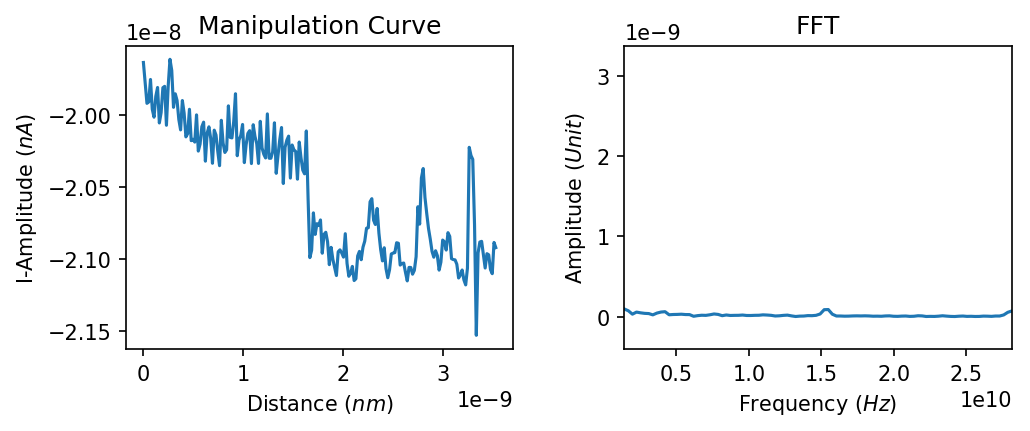 Manipulation Curve
1e−8
I-Amplitude (nA)
−2.00
−2.05
−2.10
−2.15
0 1 2 3
Distance (nm)
1e−9
FFT
1e−9
Amplitude (Unit)
3
2
1
0
0.5 1.0 1.5 2.0 2.5
Frequency (Hz)
1e10